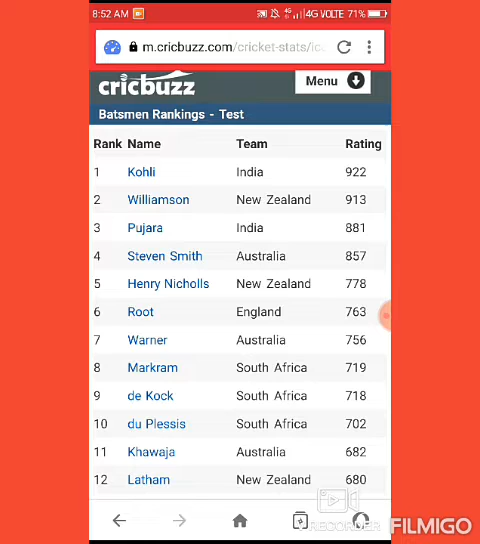 8:52 AM 4G 4G VOLTE 71%
m.cricbuzz.com/cricket-stats/ic
cricbuzz Menu
Batsmen Rankings - Test
Rank Name Team Rating
1 Kohli India 922
2 Williamson New Zealand 913
3 Pujara India 881
4 Steven Smith Australia 857
5 Henry Nicholls New Zealand 778
6 Root England 763
7 Warner Australia 756
8 Markram South Africa 719
9 de Kock South Africa 718
10 du Plessis South Africa 702
11 Khawaja Australia 682
12 Latham New Zealand 680
RECORDER FILMIGO